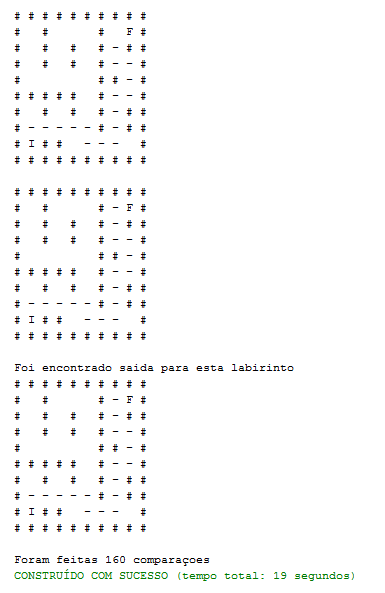 # # # # # # # # # #
#   #       #   F #
#   #   #   # - # #
#   #   #   # - - #
#           # # - #
# # # # #   # - - #
#   #   #   # - # #
# - - - - - # - # #
# I # #   - - -   #
# # # # # # # # # #
# # # # # # # # # #
#   #       # - F #
#   #   #   # - # #
#   #   #   # - - #
#           # # - #
# # # # #   # - - #
#   #   #   # - # #
# - - - - - # - # #
# I # #   - - -   #
# # # # # # # # # #
Foi encontrado saida para esta labirinto
# # # # # # # # # #
#   #       # - F #
#   #   #   # - # #
#   #   #   # - - #
#           # # - #
# # # # #   # - - #
#   #   #   # - # #
# - - - - - # - # #
# I # #   - - -   #
# # # # # # # # # #
Foram feitas 160 comparaçoes
CONSTRUÍDO COM SUCESSO (tempo total: 19 segundos)